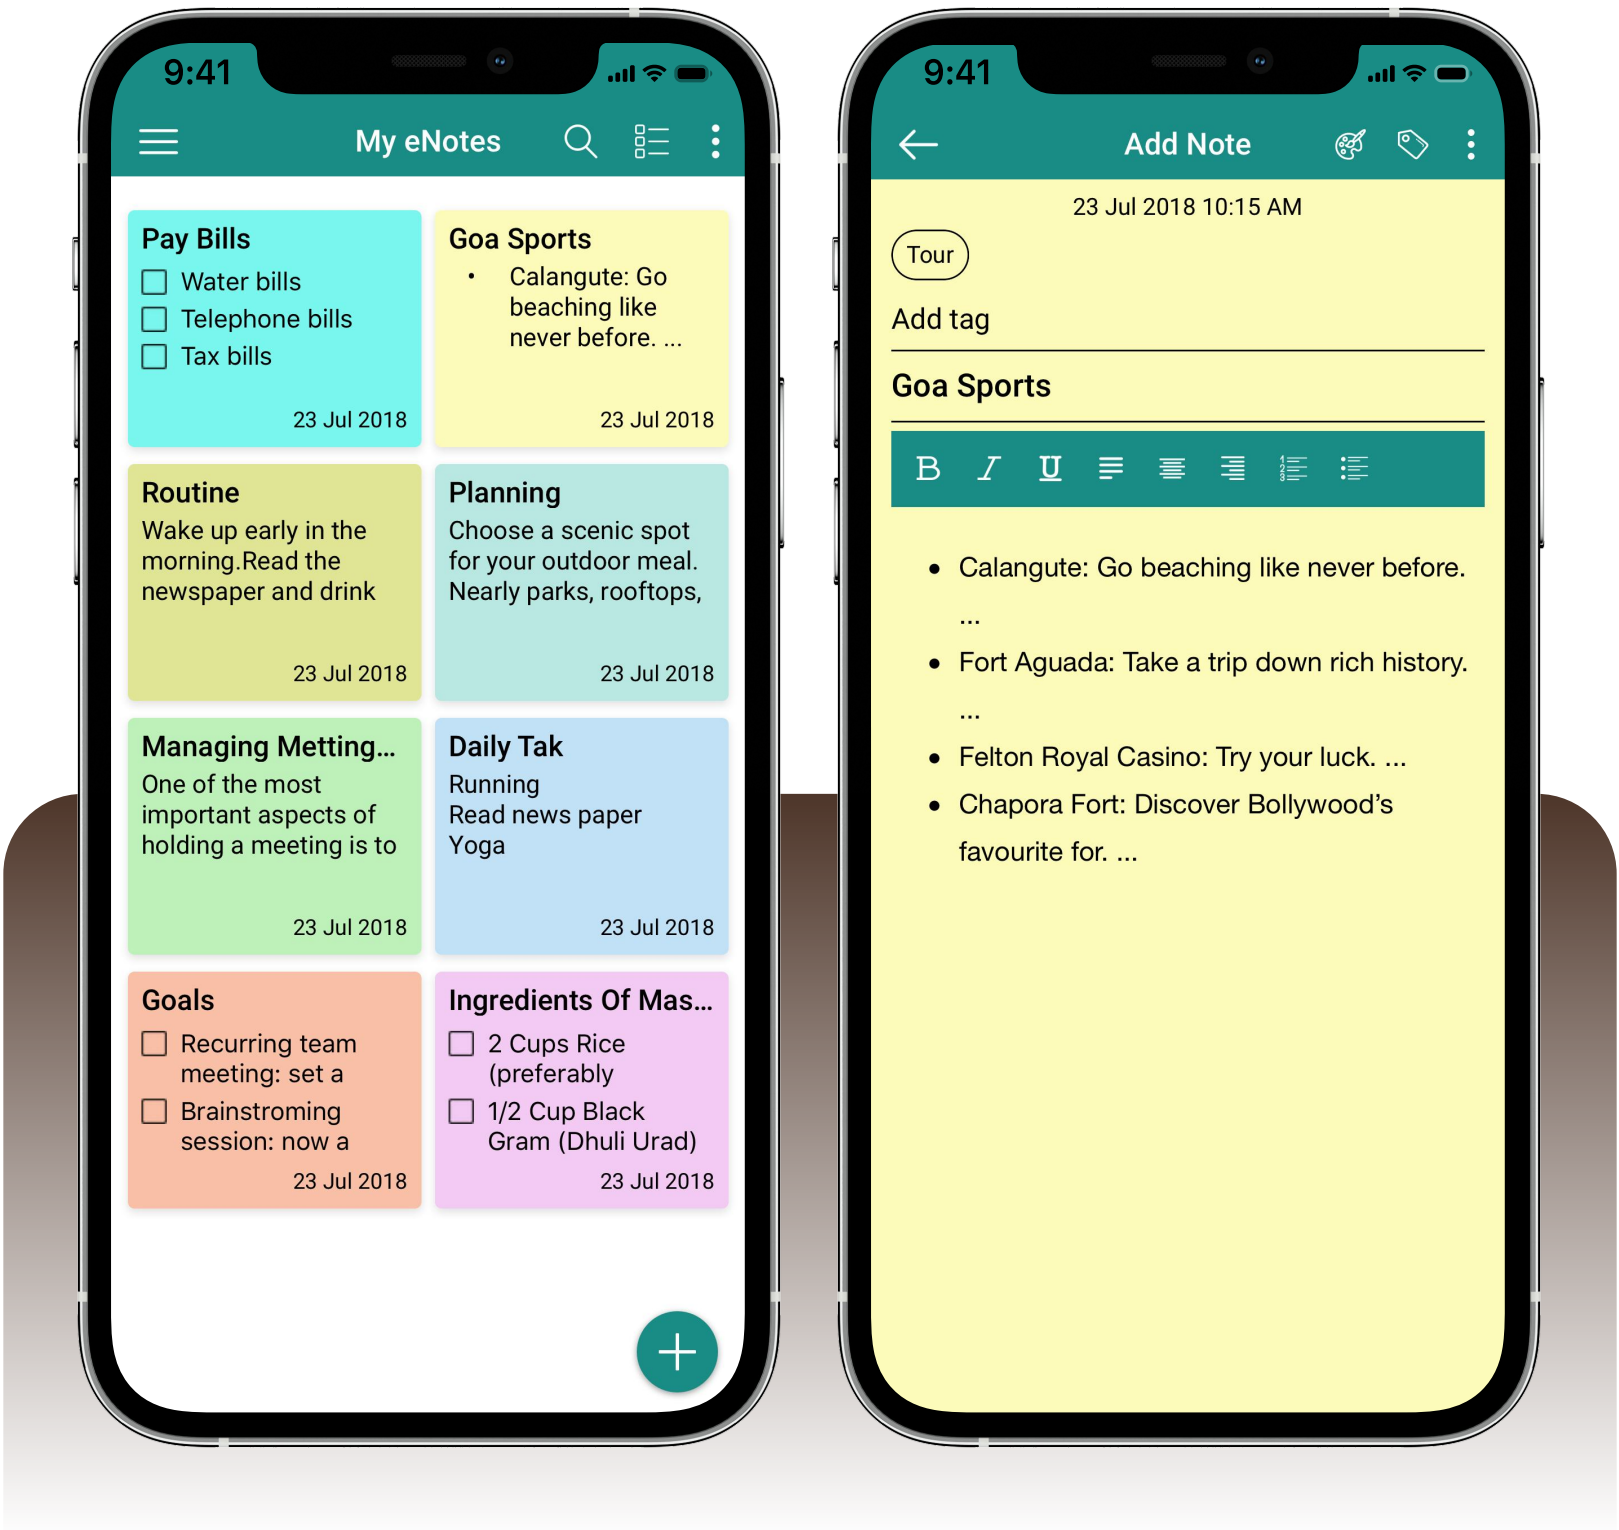 9:41
My eNotes
Pay Bills
Water bills
Telephone bills
Tax bills
23 Jul 2018
Goa Sports
• Calangute: Go
beaching like
never before. ...
23 Jul 2018
Routine
Wake up early in the
morning.Read the
newspaper and drink
23 Jul 2018
Planning
Choose a scenic spot
for your outdoor meal.
Nearly parks, rooftops,
23 Jul 2018
Managing Metting...
One of the most
important aspects of
holding a meeting is to
23 Jul 2018
Daily Tak
Running
Read news paper
Yoga
23 Jul 2018
Goals
Recurring team
meeting: set a
Brainstroming
session: now a
23 Jul 2018
Ingredients Of Mas...
2 Cups Rice
(preferably
1/2 Cup Black
Gram (Dhuli Urad)
23 Jul 2018
9:41
Add Note
23 Jul 2018 10:15 AM
Tour
Add tag
Goa Sports
B I U
• Calangute: Go beaching like never before.
...
• Fort Aguada: Take a trip down rich history.
...
• Felton Royal Casino: Try your luck. ...
• Chapora Fort: Discover Bollywood’s
favourite for. ...